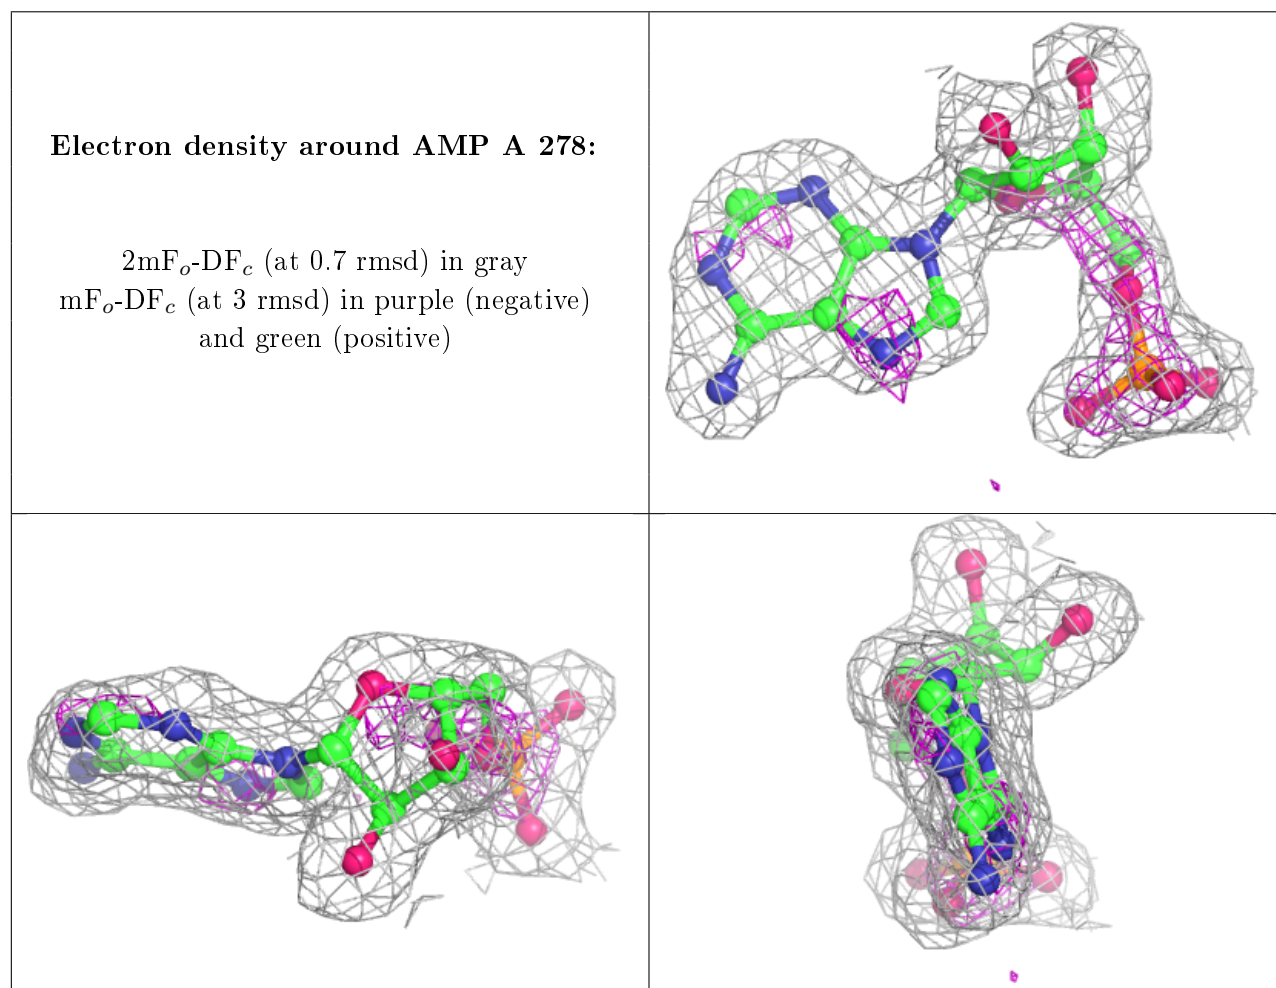 Electron density around AMP A 278:
2mFₒ-DF𝑐 (at 0.7 rmsd) in gray
mFₒ-DF𝑐 (at 3 rmsd) in purple (negative)
and green (positive)